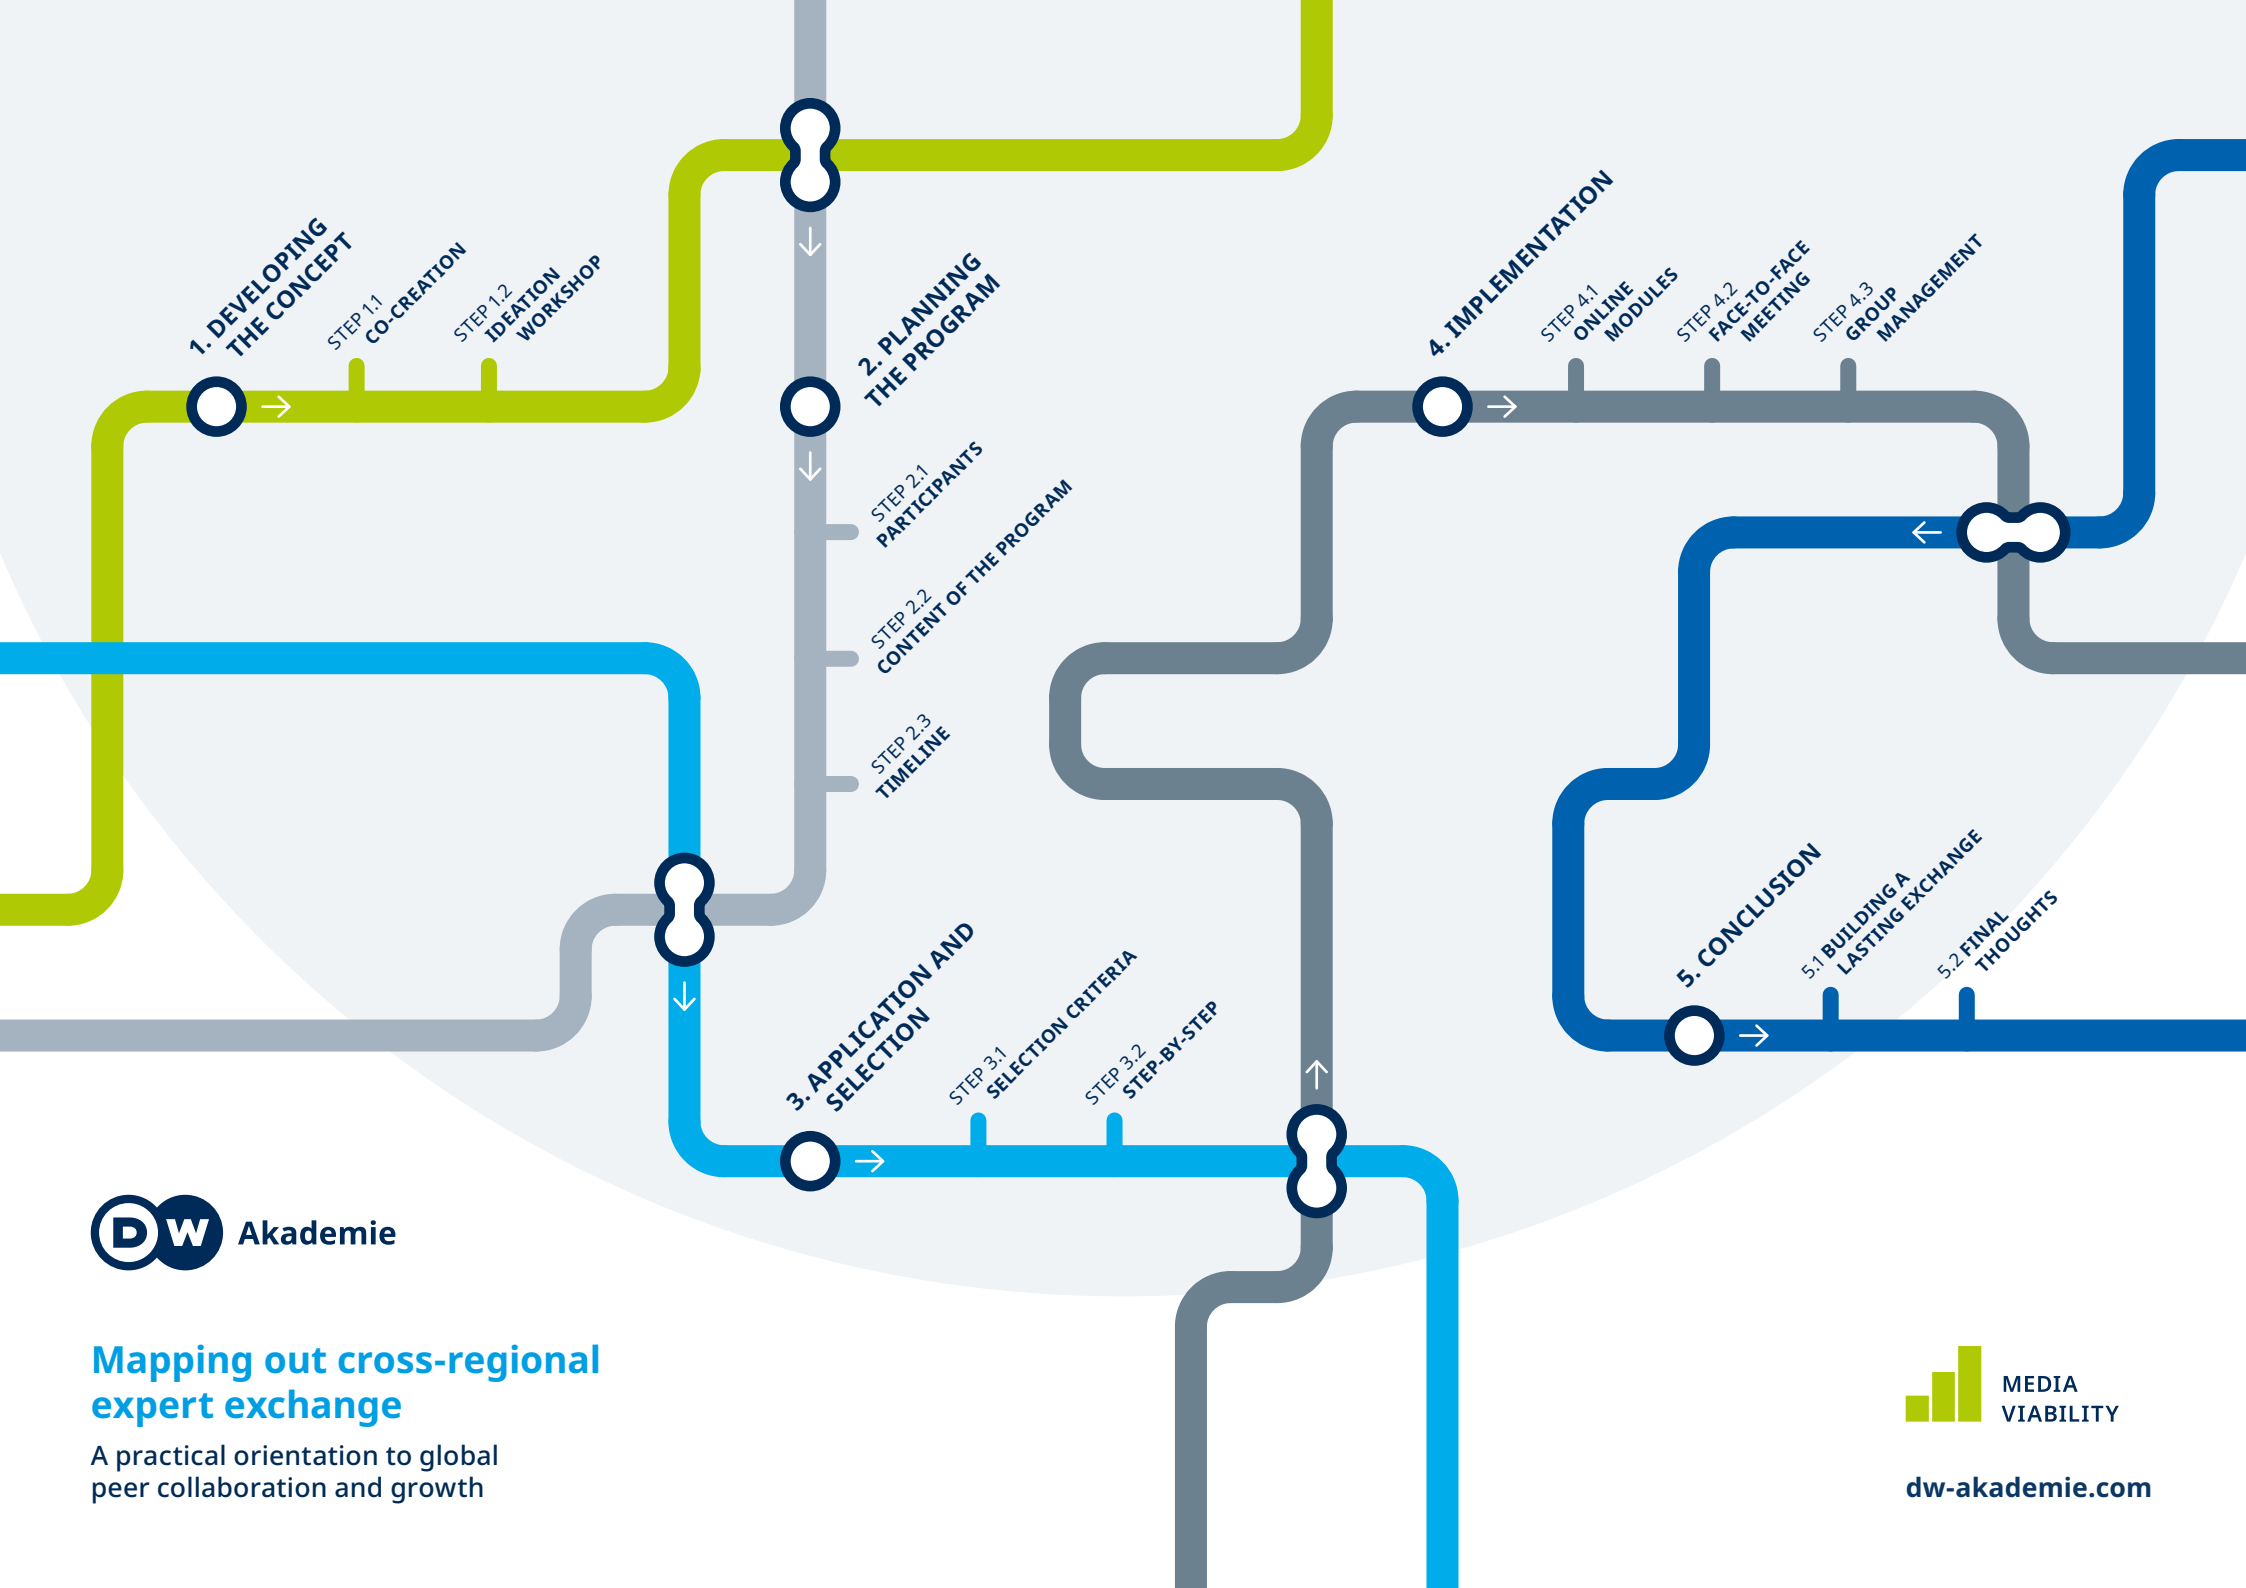 1. DEVELOPING
THE CONCEPT
STEP 1.1
CO-CREATION
STEP 1.2
IDEATION
WORKSHOP
2. PLANNING
THE PROGRAM
STEP 2.1
PARTICIPANTS
STEP 2.2
CONTENT OF THE PROGRAM
STEP 2.3
TIMELINE
3. APPLICATION AND
SELECTION
STEP 3.1
SELECTION CRITERIA
STEP 3.2
STEP-BY-STEP
4. IMPLEMENTATION
STEP 4.1
ONLINE
MODULES
STEP 4.2
FACE-TO-FACE
MEETING
STEP 4.3
GROUP
MANAGEMENT
5. CONCLUSION
5.1 BUILDING A
LASTING EXCHANGE
5.2 FINAL
THOUGHTS
DW Akademie
Mapping out cross-regional
expert exchange
A practical orientation to global
peer collaboration and growth
MEDIA
VIABILITY
dw-akademie.com